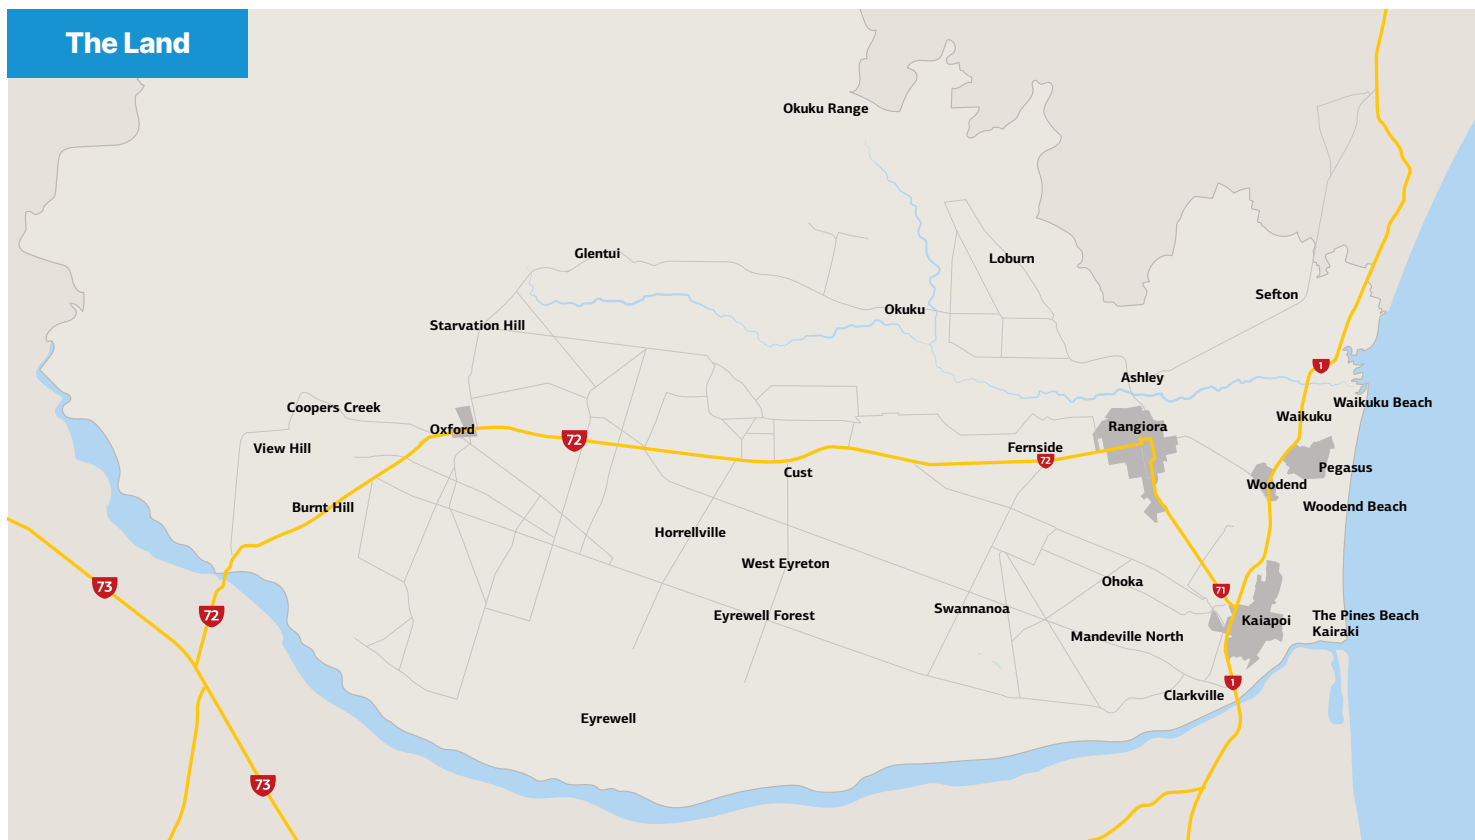 The Land
Okuku Range
Glentui
Loburn
Sefton
Okuku
Starvation Hill
1
Ashley
Waikuku Beach
Coopers Creek
Waikuku
Oxford
Rangiora
72
View Hill
Fernside
72
Cust
Pegasus
Woodend
Burnt Hill
Woodend Beach
Horrellville
West Eyreton
73
Ohoka
71
72
Swannanoa
Eyrewell Forest
Kaiapoi
The Pines Beach
Kairaki
Mandeville North
1
Clarkville
Eyrewell
73